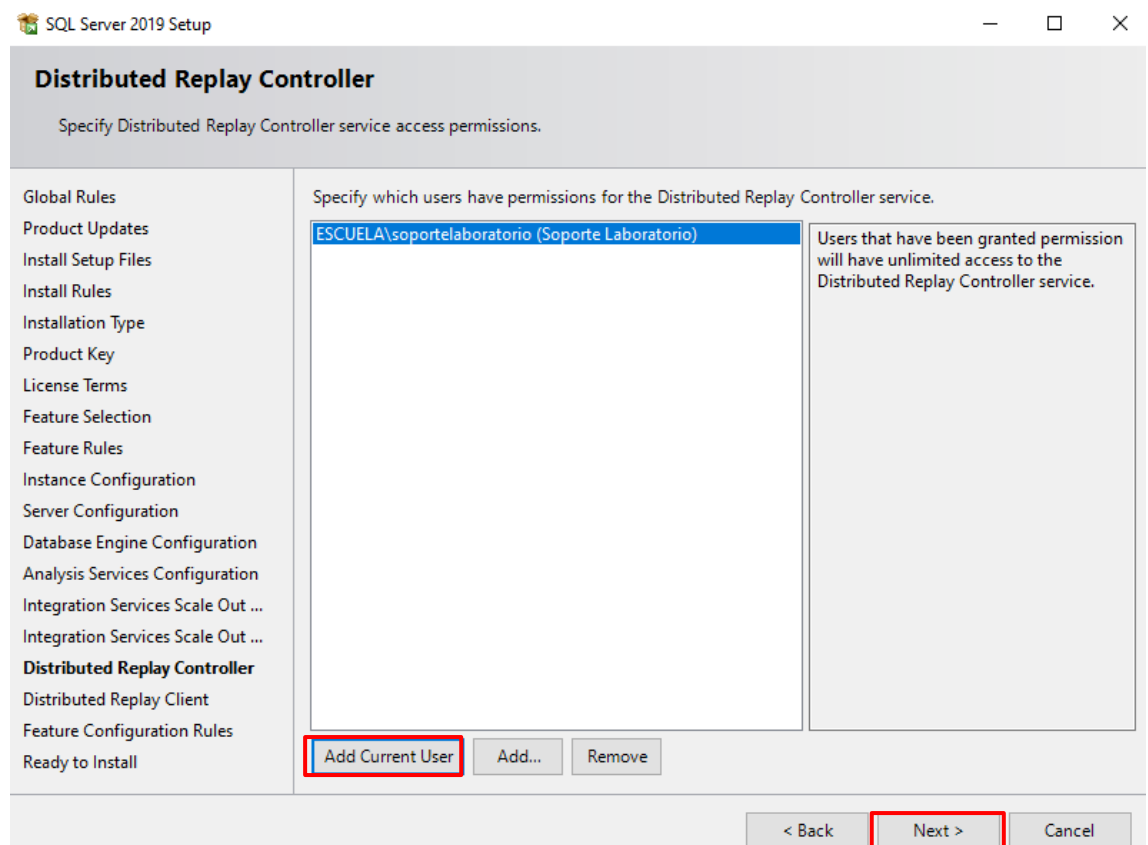 SQL Server 2019 Setup
Distributed Replay Controller
Specify Distributed Replay Controller service access permissions.
Global Rules
Product Updates
Install Setup Files
Install Rules
Installation Type
Product Key
License Terms
Feature Selection
Feature Rules
Instance Configuration
Server Configuration
Database Engine Configuration
Analysis Services Configuration
Integration Services Scale Out ...
Integration Services Scale Out ...
Distributed Replay Controller
Distributed Replay Client
Feature Configuration Rules
Ready to Install
Specify which users have permissions for the Distributed Replay Controller service.
ESCUELA\soportelaboratorio (Soporte Laboratorio)
Users that have been granted permission
will have unlimited access to the
Distributed Replay Controller service.
Add Current User
Add...
Remove
< Back
Next >
Cancel